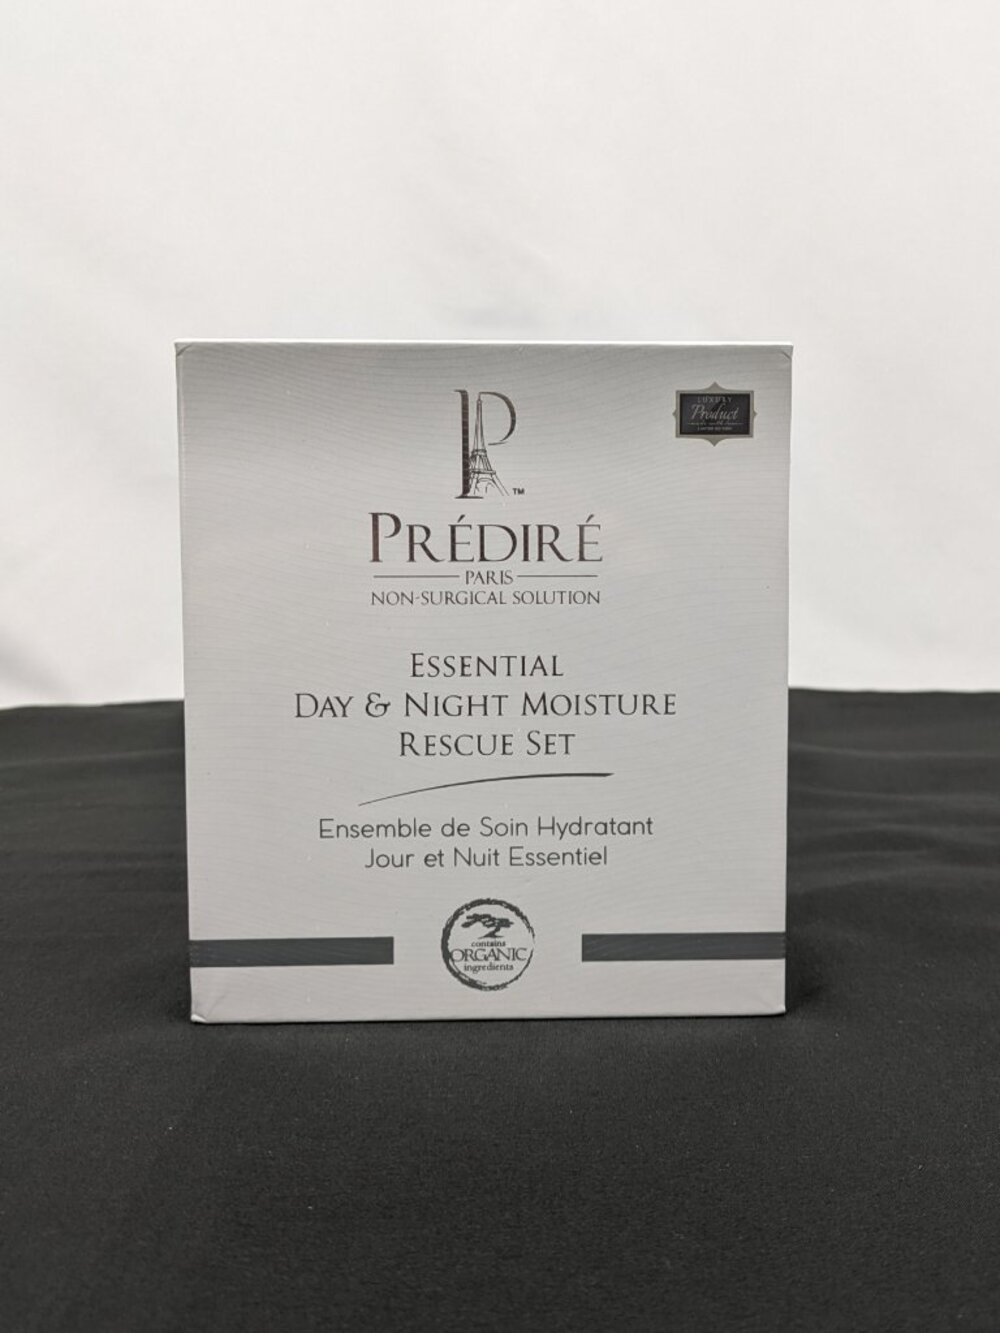 P
TM
LUXURY
Product
PRÉDIRÉ
PARIS
NON-SURGICAL SOLUTION
ESSENTIAL
DAY & NIGHT MOISTURE
RESCUE SET
Ensemble de Soin Hydratant
Jour et Nuit Essentiel
contains
ORGANIC
ingredients